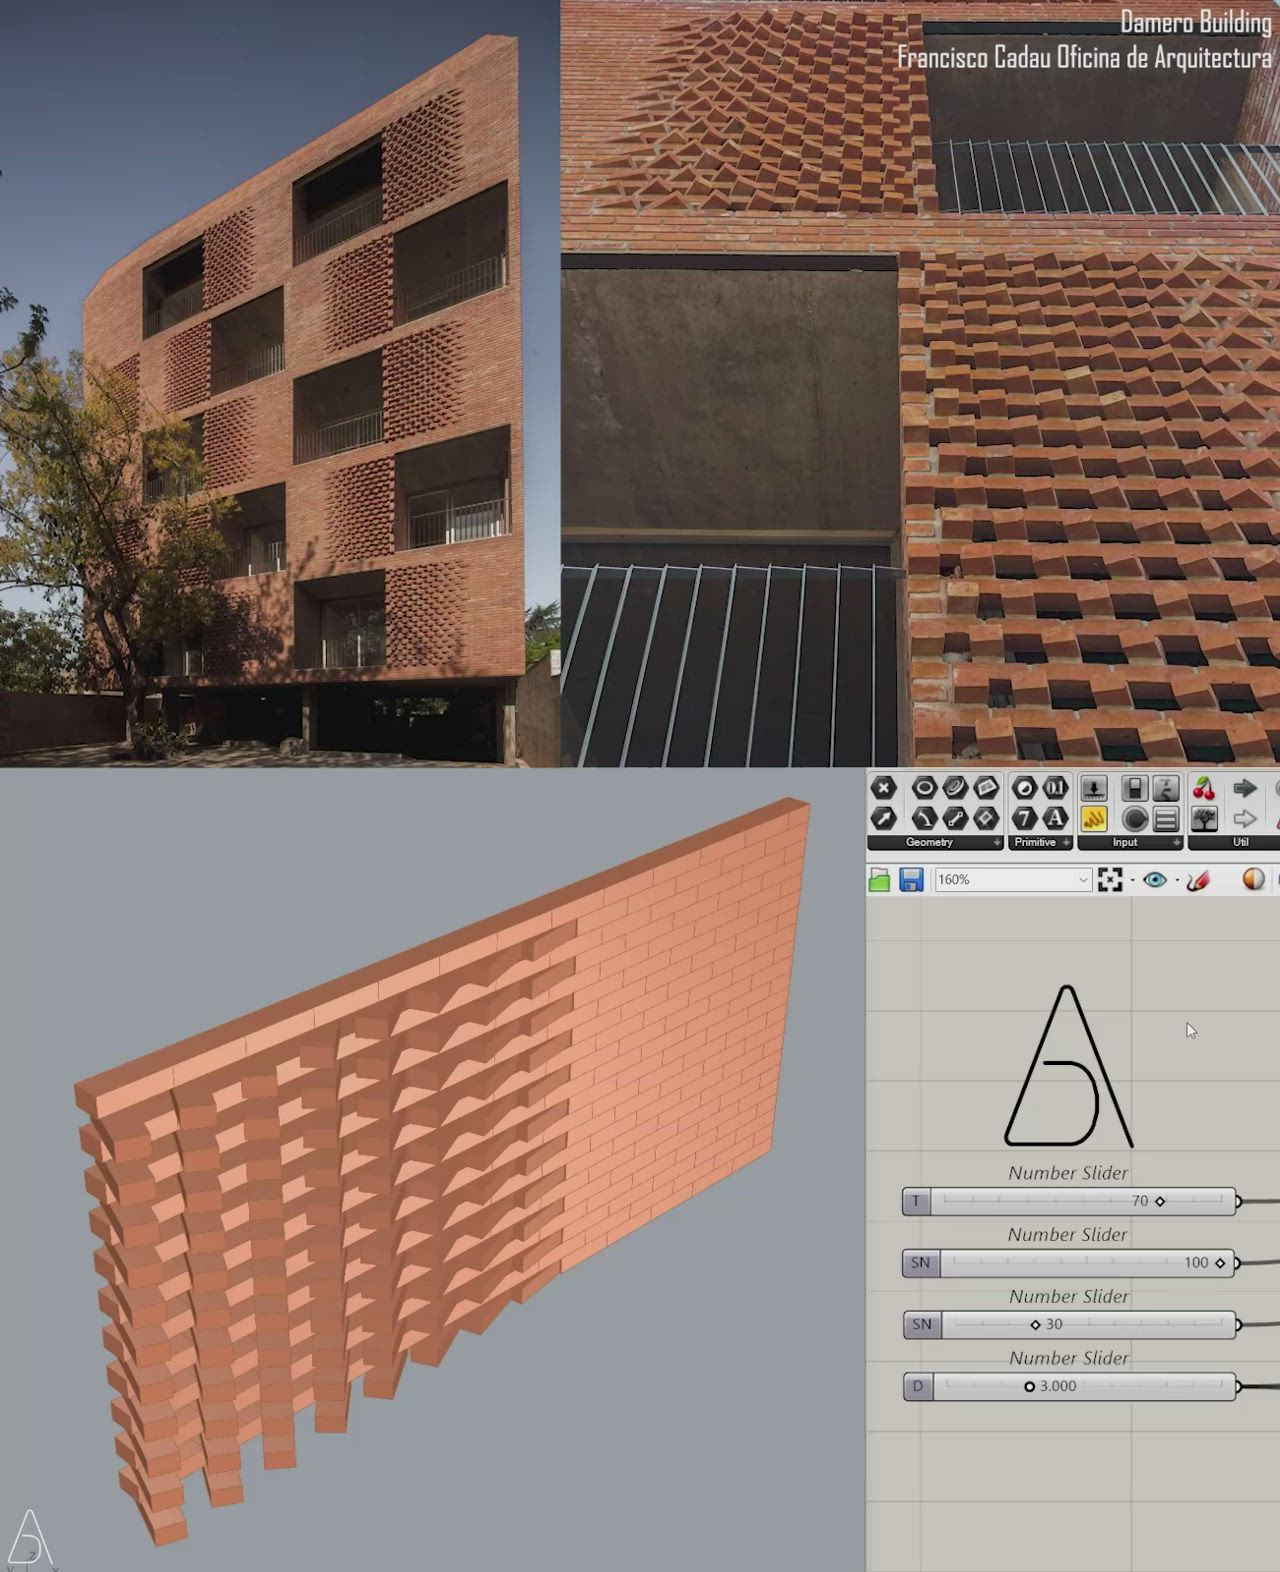 Damero Building
Francisco Cadau Oficina de Arquitectura
Geometry
Primitive
Input
Util
160%
Number Slider
T 70
Number Slider
SN 100
Number Slider
SN 30
Number Slider
D 3.000